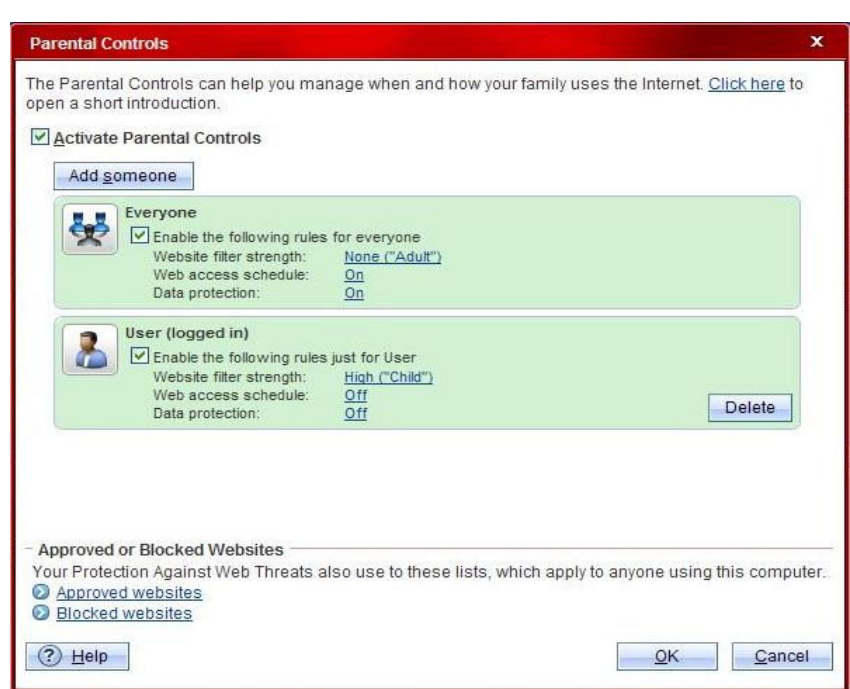 Parental Controls
x
The Parental Controls can help you manage when and how your family uses the Internet. Click here to
open a short introduction.
Activate Parental Controls
Add someone
Everyone
Enable the following rules for everyone
Website filter strength: None ("Adult")
Web access schedule: On
Data protection: On
User (logged in)
Enable the following rules just for User
Website filter strength: High ("Child")
Web access schedule: Off
Data protection: Off
Delete
Approved or Blocked Websites
Your Protection Against Web Threats also use to these lists, which apply to anyone using this computer.
Approved websites
Blocked websites
? Help
OK
Cancel